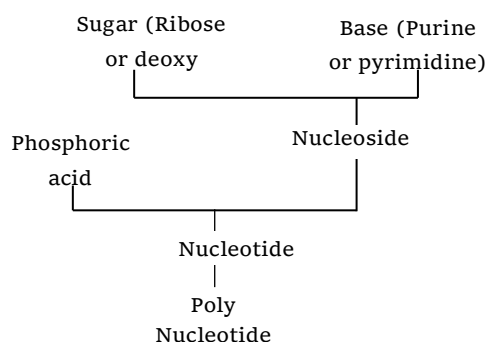 Sugar (Ribose
or deoxy
Base (Purine
or pyrimidine)
Nucleoside
Phosphoric
acid
Nucleotide
Poly
Nucleotide